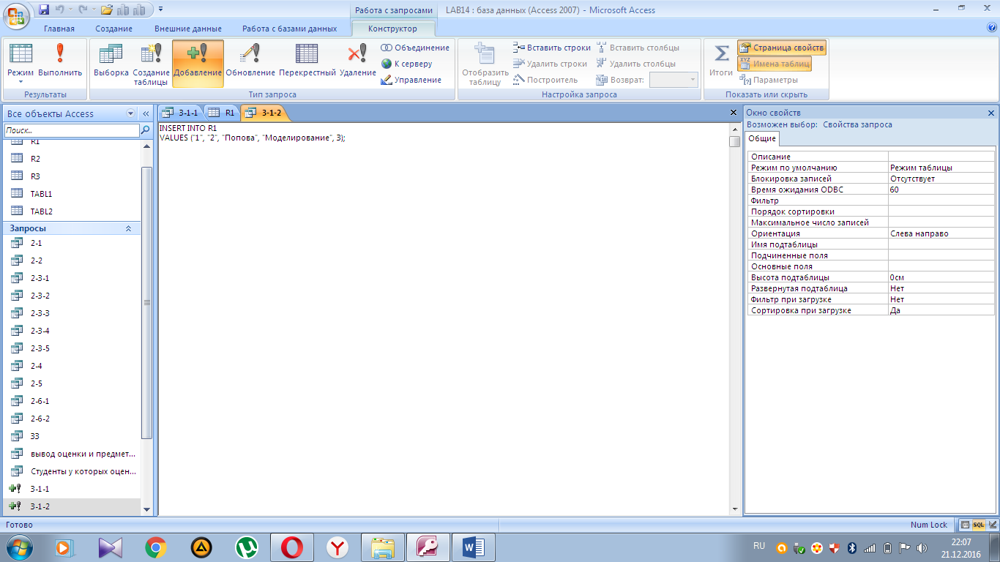 Работа с запросами
LAB14 : база данных (Access 2007) - Microsoft Access
Главная Создание Внешние данные Работа с базами данных Конструктор
Режим
Выполнить
Результаты
Выборка
Создание таблицы
Добавление
Обновление
Перекрестный
Удаление
Объединение
К серверу
Управление
Тип запроса
Отобразить таблицу
Вставить строки
Удалить строки
Построитель
Вставить столбцы
Удалить столбцы
Возврат:
Настройка запроса
Итоги
Страница свойств
Имена таблиц
Параметры
Показать или скрыть
Все объекты Access
Поиск...
R1
R2
R3
TABL1
TABL2
Запросы
2-1
2-2
2-3-1
2-3-2
2-3-3
2-3-4
2-3-5
2-4
2-5
2-6-1
2-6-2
33
вывод оценки и предмет...
Студенты у которых оцен...
3-1-1
3-1-2
3-1-1 R1 3-1-2
INSERT INTO R1
VALUES ("1", "2", "Попова", "Моделирование", 3);
Окно свойств
Возможен выбор: Свойства запроса
Общие
Описание
Режим по умолчанию Режим таблицы
Блокировка записей Отсутствует
Время ожидания ODBC 60
Фильтр
Порядок сортировки
Максимальное число записей
Ориентация Слева направо
Имя подтаблицы
Подчиненные поля
Основные поля
Высота подтаблицы 0см
Развернутая подтаблица Нет
Фильтр при загрузке Нет
Сортировка при загрузке Да
Готово
Num Lock
SQL
RU
22:07
21.12.2016